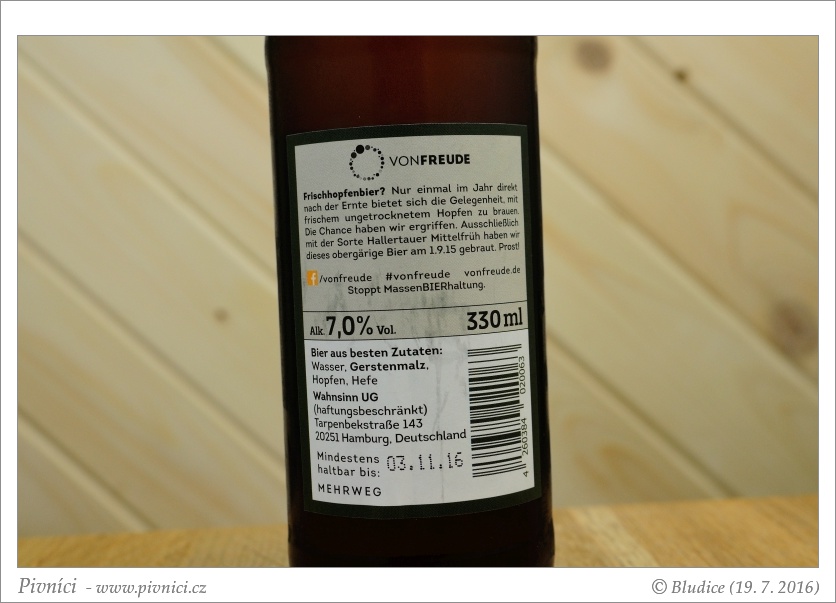 VONFREUDE
Frischhopfenbier? Nur einmal im Jahr direkt
nach der Ernte bietet sich die Gelegenheit, mit
frischem ungetrocknetem Hopfen zu brauen.
Die Chance haben wir ergriffen. Ausschließlich
mit der Sorte Hallertauer Mittelfrüh haben wir
dieses obergärige Bier am 1.9.15 gebraut. Prost!
f/vonfreude #vonfreude vonfreude.de
Stoppt MassenBIERhaltung.
Alk. 7,0% Vol. 330 ml
Bier aus besten Zutaten:
Wasser, Gerstenmalz,
Hopfen, Hefe
Wahnsinn UG
(haftungsbeschränkt)
Tarpenbekstraße 143
20251 Hamburg, Deutschland
Mindestens
haltbar bis: 03.11.16
MEHRWEG
4 260384 020063
Pivníci - www.pivnici.cz
© Bludice (19. 7. 2016)